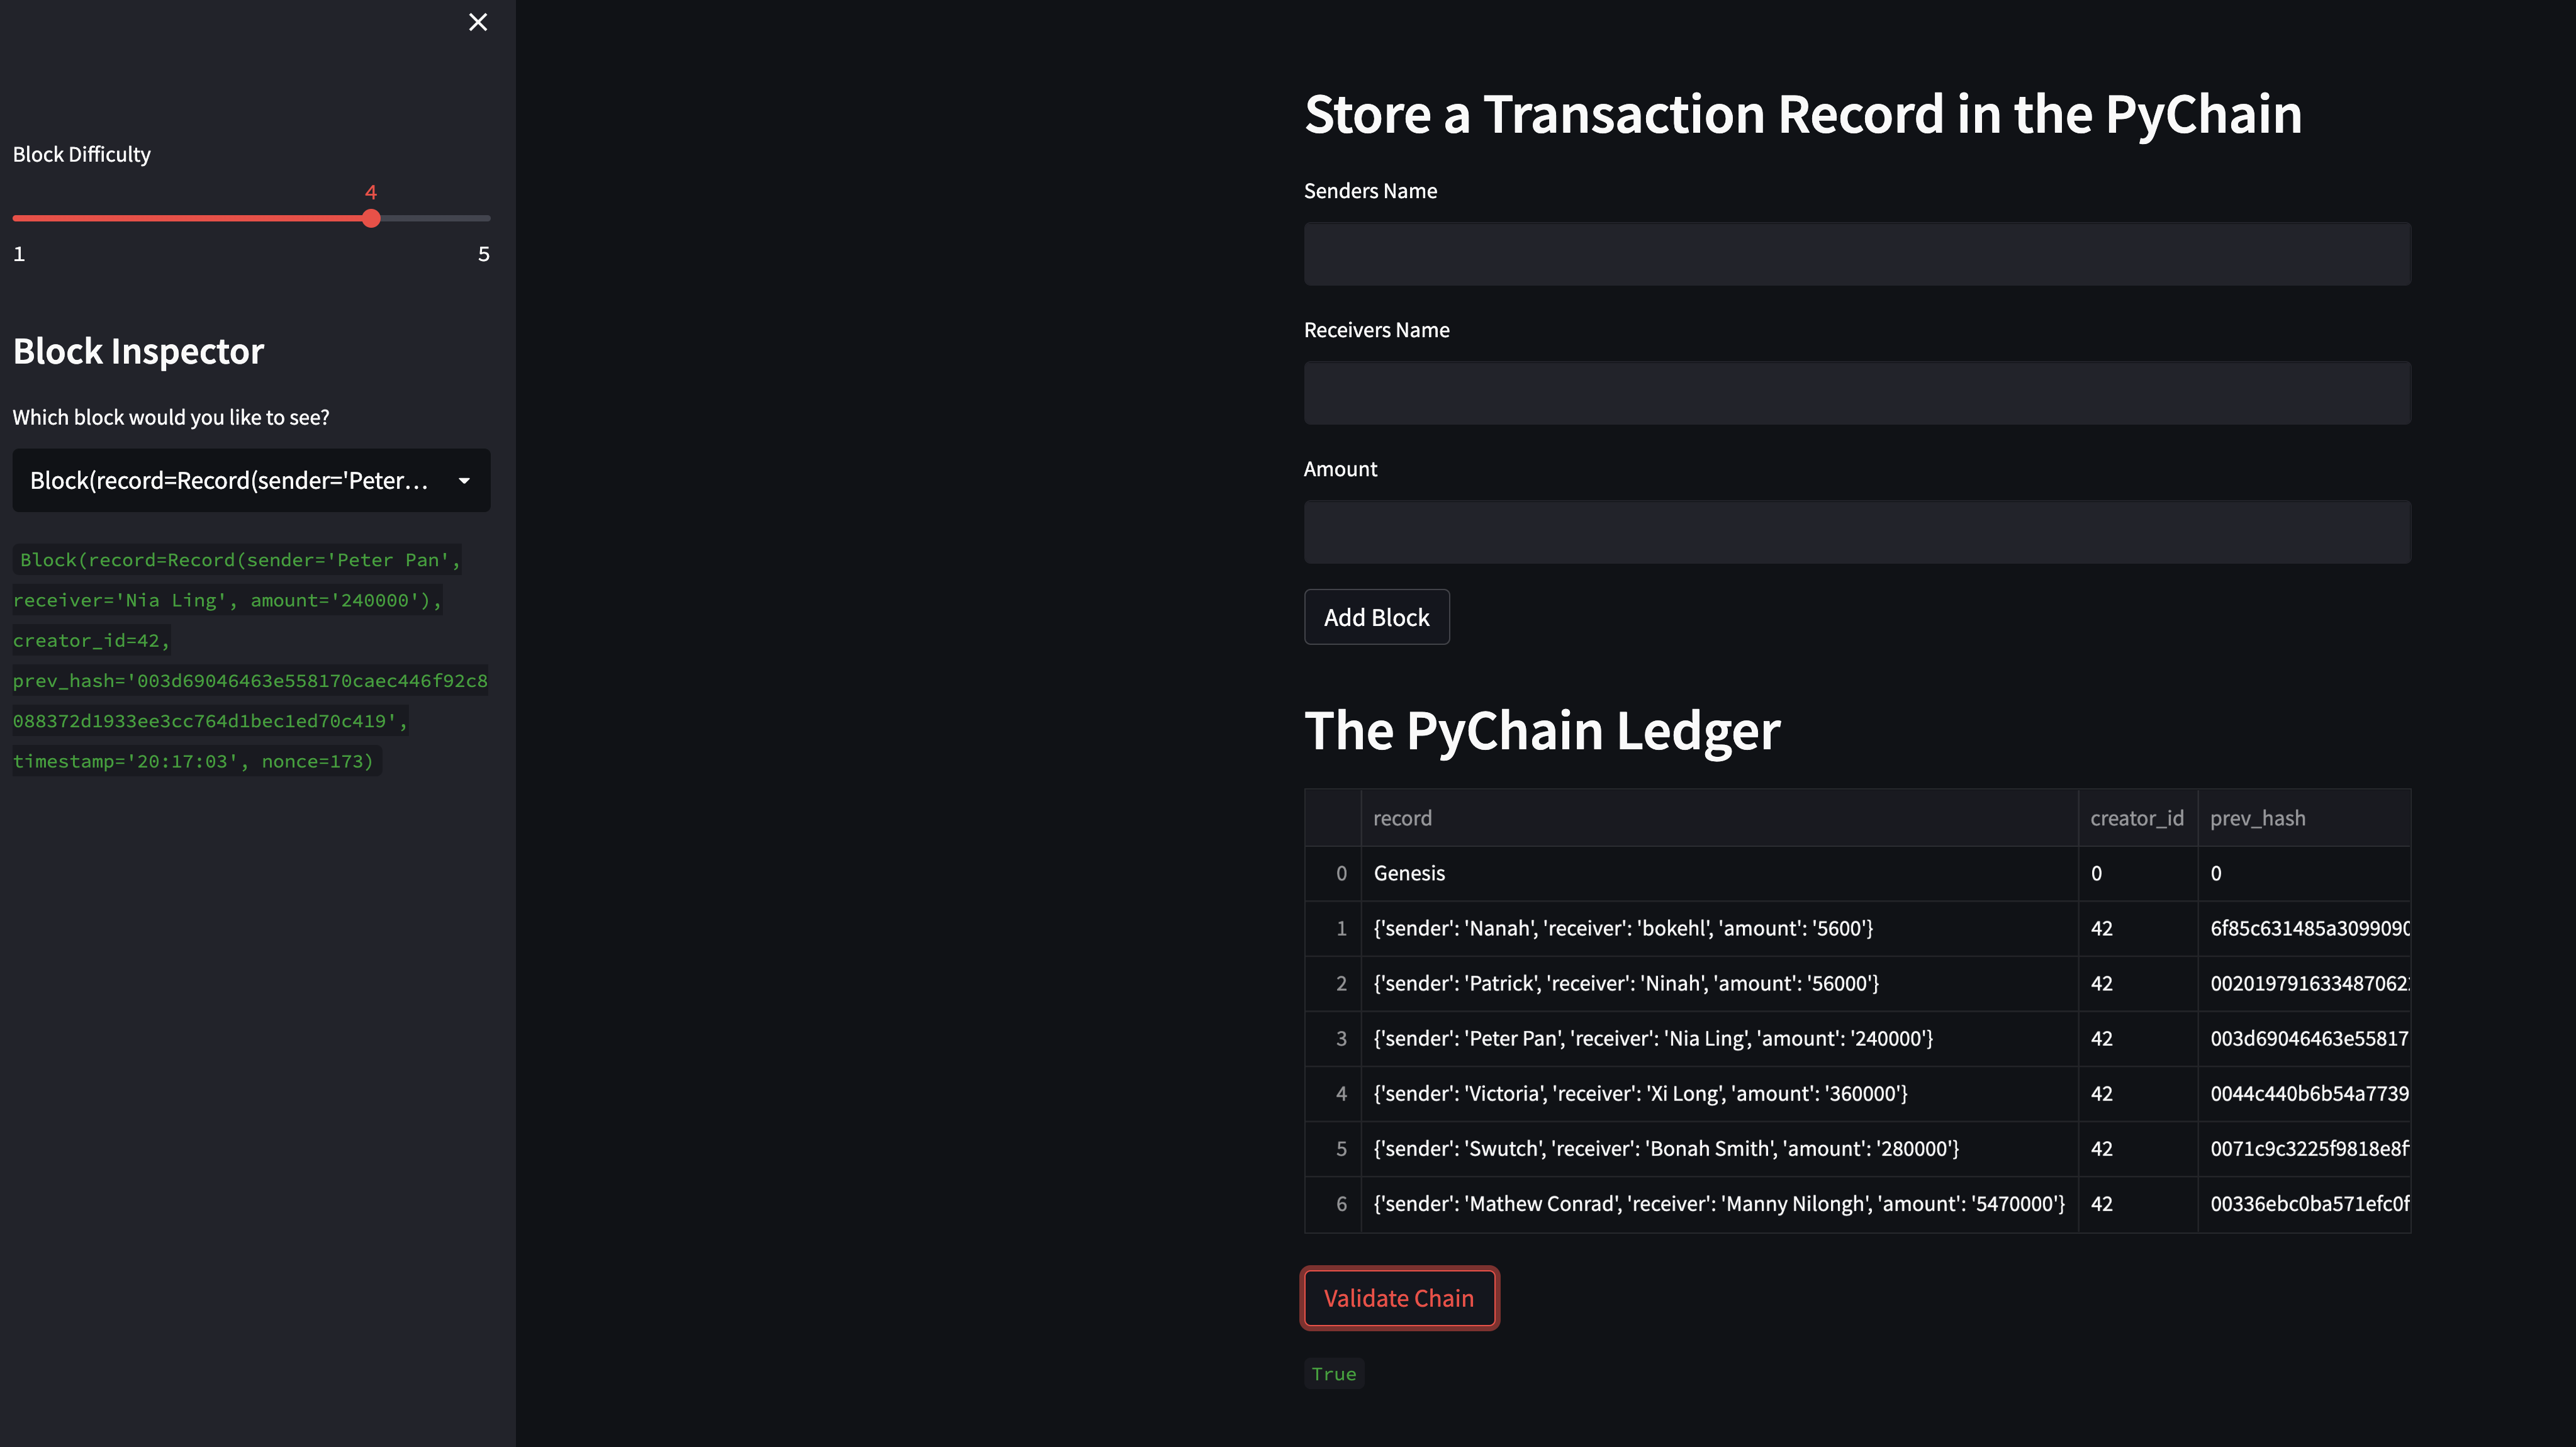 Block Difficulty
4
1 5
Block Inspector
Which block would you like to see?
Block(record=Record(sender='Peter...
Block(record=Record(sender='Peter Pan',
receiver='Nia Ling', amount='240000'),
creator_id=42,
prev_hash='003d69046463e558170caec446f92c8
088372d1933ee3cc764d1bec1ed70c419',
timestamp='20:17:03', nonce=173)
Store a Transaction Record in the PyChain
Senders Name
Receivers Name
Amount
Add Block
The PyChain Ledger
record creator_id prev_hash
0 Genesis 0 0
1 {'sender': 'Nanah', 'receiver': 'bokehl', 'amount': '5600'} 42 6f85c631485a3099090
2 {'sender': 'Patrick', 'receiver': 'Ninah', 'amount': '56000'} 42 002019791633487062
3 {'sender': 'Peter Pan', 'receiver': 'Nia Ling', 'amount': '240000'} 42 003d69046463e55817
4 {'sender': 'Victoria', 'receiver': 'Xi Long', 'amount': '360000'} 42 0044c440b6b54a7739
5 {'sender': 'Swutch', 'receiver': 'Bonah Smith', 'amount': '280000'} 42 0071c9c3225f9818e8f
6 {'sender': 'Mathew Conrad', 'receiver': 'Manny Nilongh', 'amount': '5470000'} 42 00336ebc0ba571efc0f
Validate Chain
True